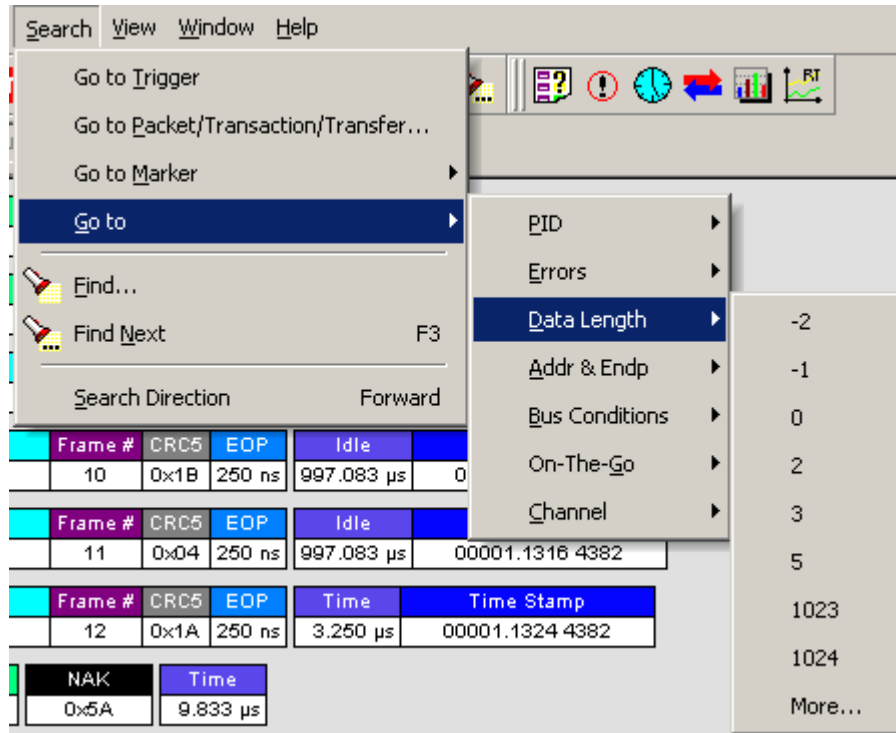 Search View Window Help
BT
Go to Trigger
Go to Packet/Transaction/Transfer...
Go to Marker
Go to
Find...
Find Next F3
Search Direction Forward
PID
Errors
Data Length
Addr & Endp
Bus Conditions
On-The-Go
Channel
-2
-1
0
2
3
5
1023
1024
More...
Frame # CRC5 EOP Idle
10 0x1B 250 ns 997.083 µs 0
Frame # CRC5 EOP Idle
11 0x04 250 ns 997.083 µs 00001.1316 4382
Frame # CRC5 EOP Time Time Stamp
12 0x1A 250 ns 3.250 µs 00001.1324 4382
NAK Time
0x5A 9.833 µs